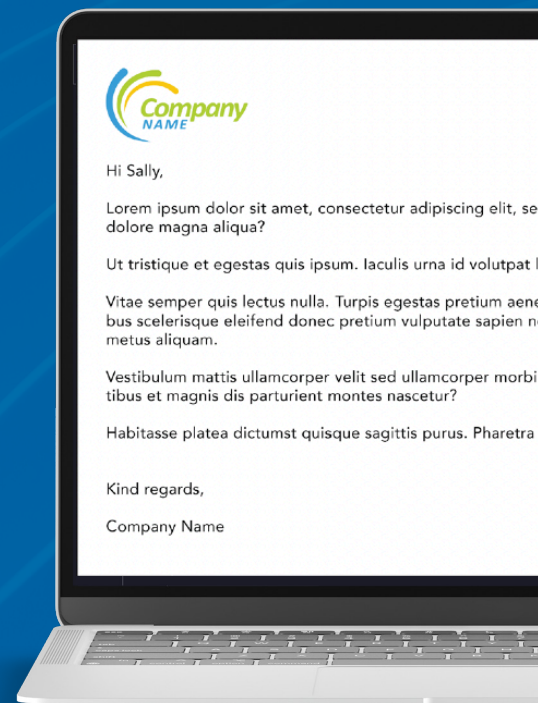 Company
NAME
Hi Sally,
Lorem ipsum dolor sit amet, consectetur adipiscing elit, se
dolore magna aliqua?
Ut tristique et egestas quis ipsum. Iaculis urna id volutpat
Vitae semper quis lectus nulla. Turpis egestas pretium aene
bus scelerisque eleifend donec pretium vulputate sapien n
metus aliquam.
Vestibulum mattis ullamcorper velit sed ullamcorper morbi
tibus et magnis dis parturient montes nascetur?
Habitasse platea dictumst quisque sagittis purus. Pharetra
Kind regards,
Company Name